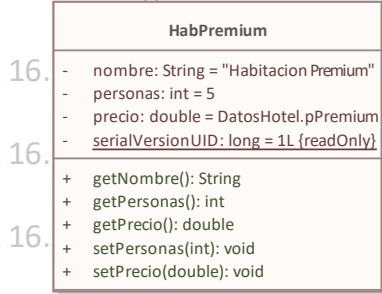 HabPremium
16. - nombre: String = "Habitacion Premium"
- personas: int = 5
- precio: double = DatosHotel.pPremium
16. - serialVersionUID: long = 1L {readOnly}
+ getNombre(): String
+ getPersonas(): int
16. + getPrecio(): double
+ setPersonas(int): void
+ setPrecio(double): void